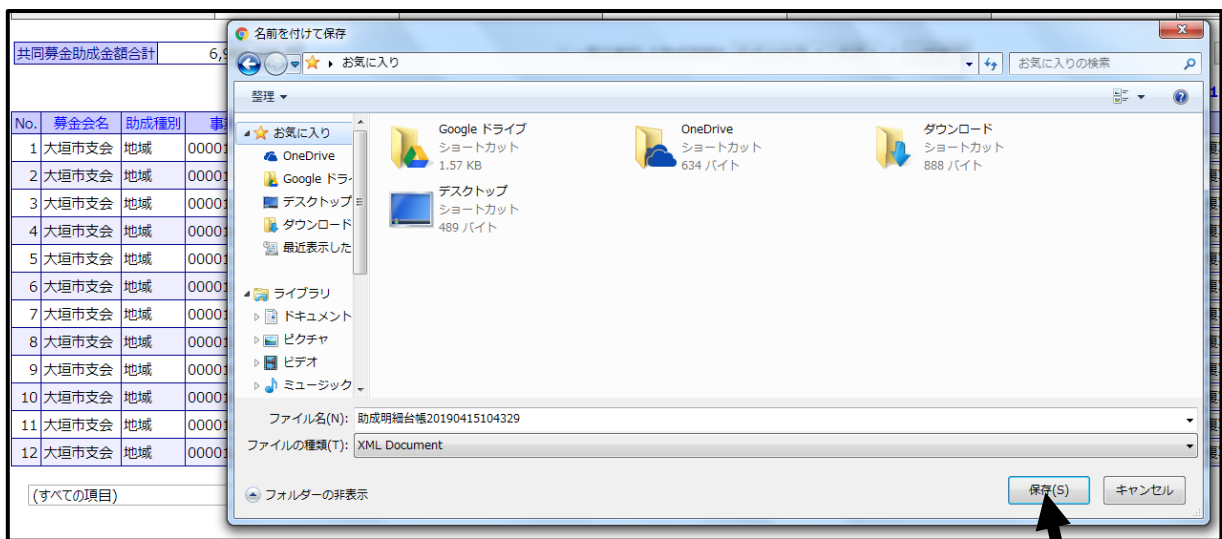 名前を付けて保存
共同募金助成金額合計 6,9
お気に入り
お気に入りの検索
整理
No. 募金会名 助成種別 事
1 大垣市支会 地域 00001
2 大垣市支会 地域 00001
3 大垣市支会 地域 00001
4 大垣市支会 地域 00001
5 大垣市支会 地域 00001
6 大垣市支会 地域 00001
7 大垣市支会 地域 00001
8 大垣市支会 地域 00001
9 大垣市支会 地域 00001
10 大垣市支会 地域 00001
11 大垣市支会 地域 00001
12 大垣市支会 地域 00001
(すべての項目)
お気に入り
OneDrive
Google ドラ
デスクトップ
ダウンロード
最近表示した
ライブラリ
ドキュメント
ピクチャ
ビデオ
ミュージック
Google ドライブ
ショートカット
1.57 KB
OneDrive
ショートカット
634 バイト
ダウンロード
ショートカット
888 バイト
デスクトップ
ショートカット
489 バイト
ファイル名(N): 助成明細台帳20190415104329
ファイルの種類(T): XML Document
フォルダーの非表示
保存(S)
キャンセル